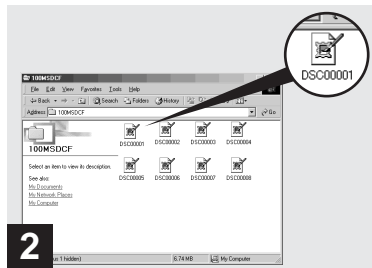 DSC00001
100MSDCF
File Edit View Favorites Tools Help
Back Search Folders History
Address 100MSDCF Go
100MSDCF
Select an item to view its description.
See also:
My Documents
My Network Places
My Computer
DSC00001 DSC00002 DSC00003 DSC00004
DSC00005 DSC00006 DSC00007 DSC00008
2
us 1 hidden) 6.74 MB My Computer